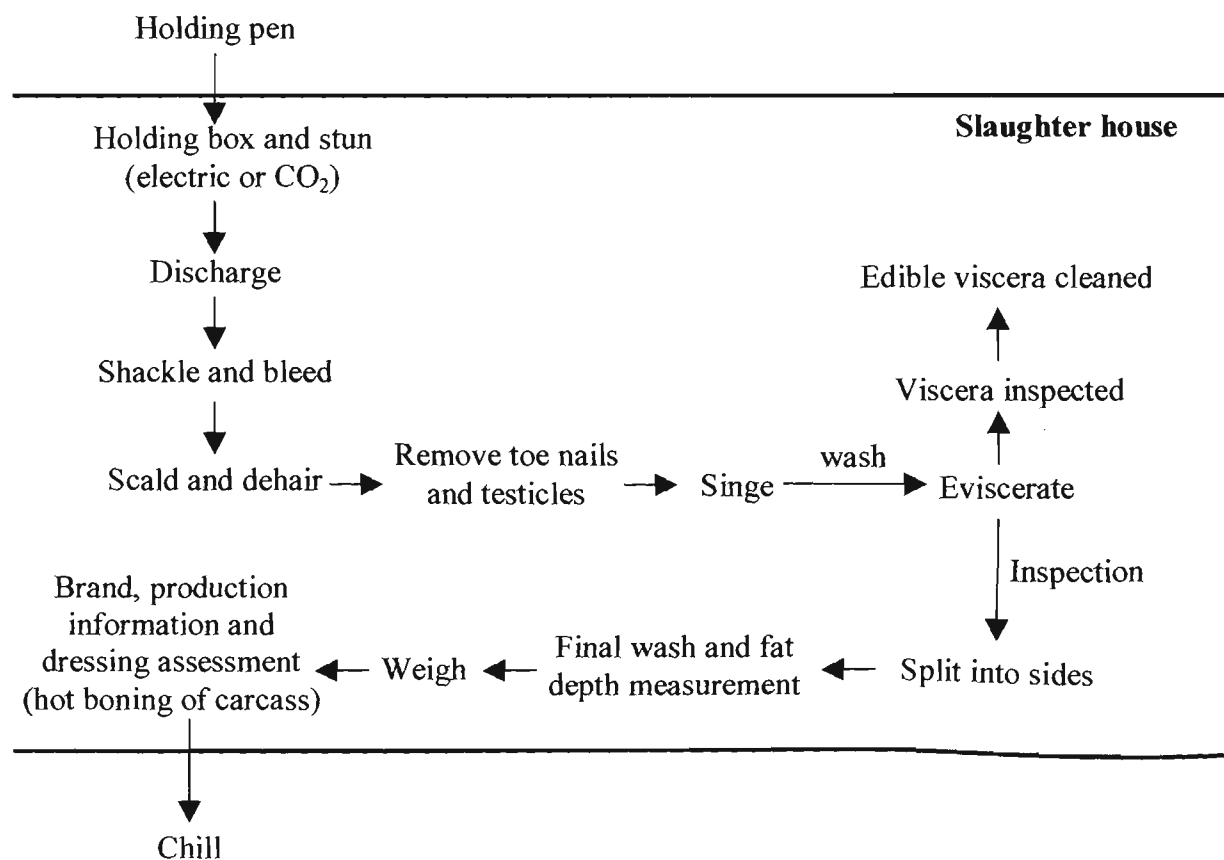 Holding pen
Slaughter house
Holding box and stun
(electric or CO₂)
Discharge
Edible viscera cleaned
Shackle and bleed
Viscera inspected
Scald and dehair
Remove toe nails
and testicles
Singe
wash
Eviscerate
Inspection
Split into sides
Final wash and fat
depth measurement
Weigh
Brand, production
information and
dressing assessment
(hot boning of carcass)
Chill